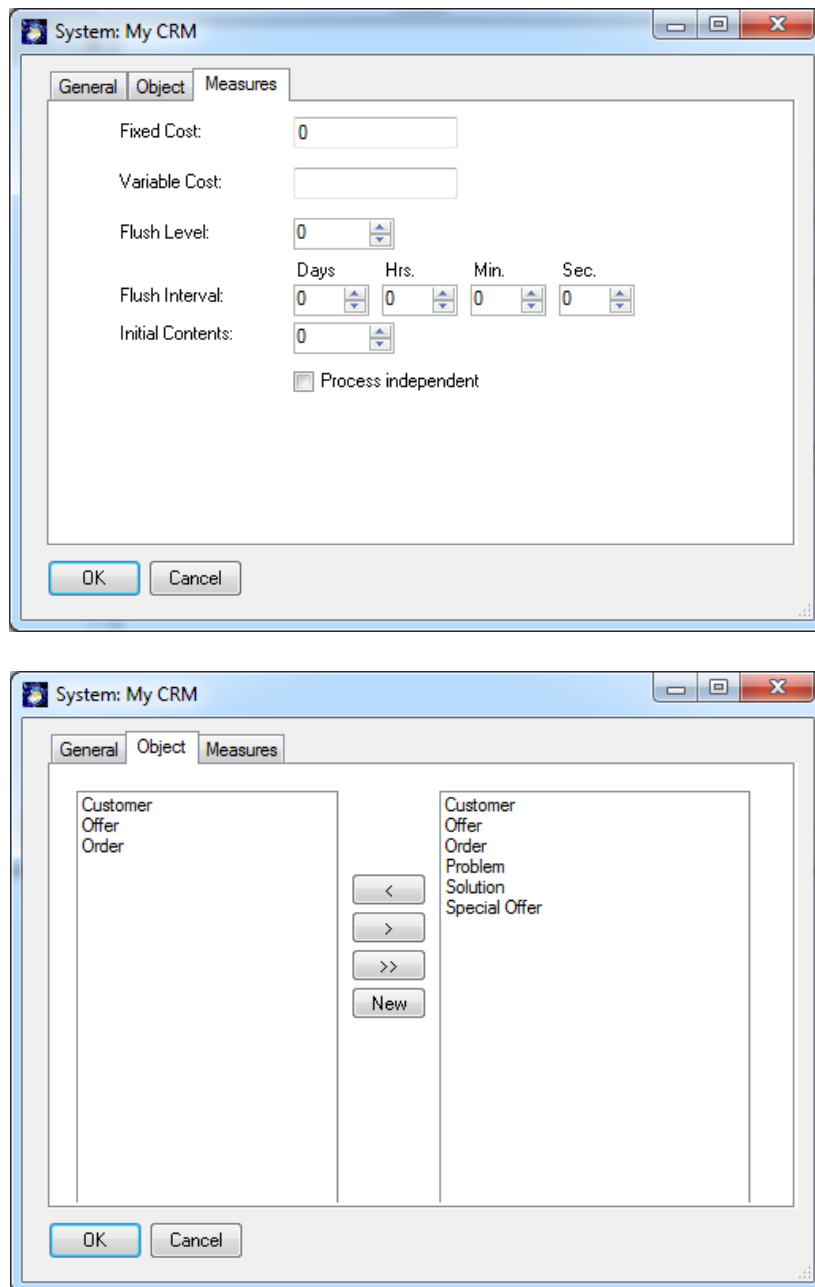 System: My CRM
General Object Measures
Fixed Cost: 0
Variable Cost:
Flush Level: 0
Days Hrs. Min. Sec.
Flush Interval: 0 0 0 0
Initial Contents: 0
Process independent
OK Cancel
System: My CRM
General Object Measures
Customer Customer
Offer Offer
Order Order
Problem
< Solution
Special Offer
>
>>
New
OK Cancel